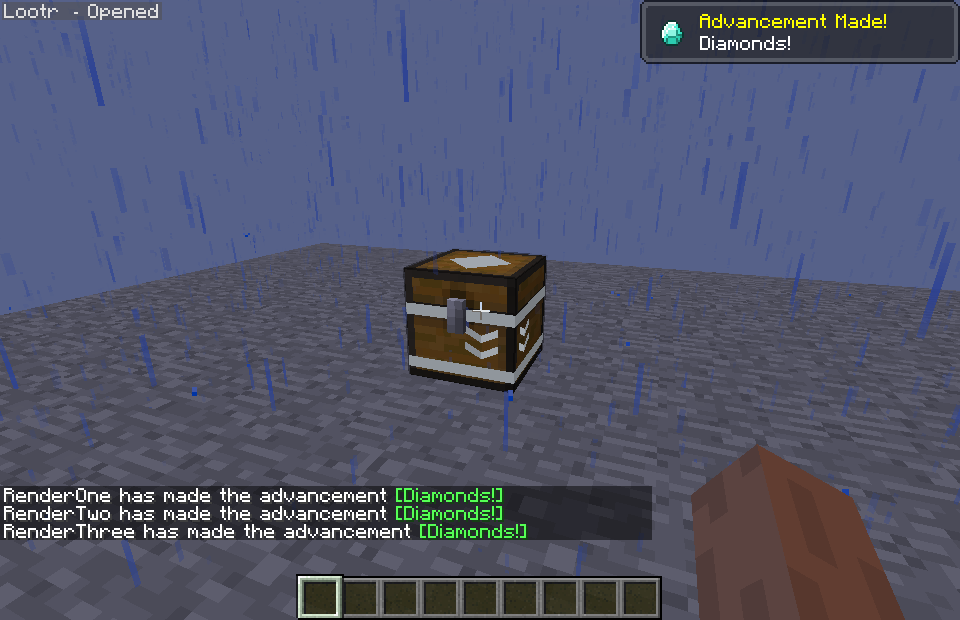 Lootr - Opened
Advancement Made!
Diamonds!
RenderOne has made the advancement [Diamonds!]
RenderTwo has made the advancement [Diamonds!]
RenderThree has made the advancement [Diamonds!]